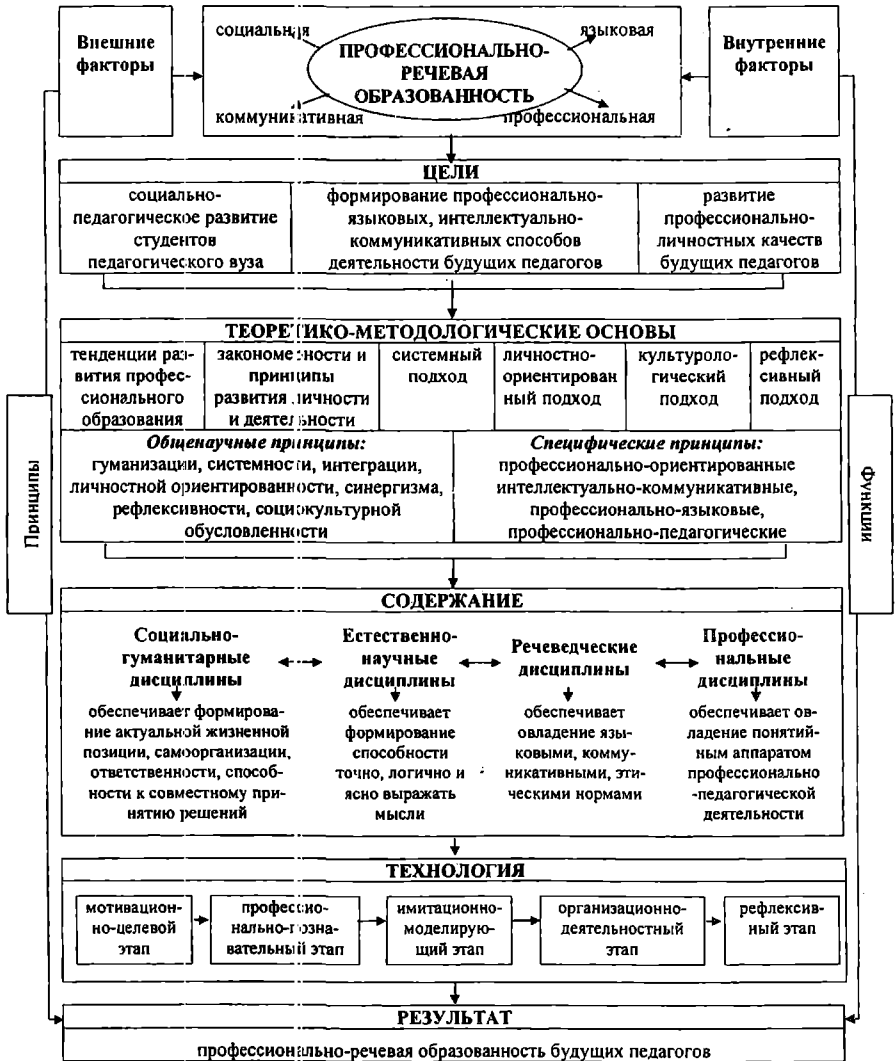 Внешние
факторы
социальная
языковая
ПРОФЕССИОНАЛЬНО-
РЕЧЕВАЯ
ОБРАЗОВАННОСТЬ
коммуникативная
профессиональная
Внутренние
факторы
ЦЕЛИ
социально-
педагогическое развитие
студентов
педагогического вуза
формирование профессионально-
языковых, интеллектуально-
коммуникативных способов
деятельности будущих педагогов
развитие
профессионально-
личностных качеств
будущих педагогов
ТЕОРЕТИКО-МЕТОДОЛОГИЧЕСКИЕ ОСНОВЫ
тенденции раз-
вития профес-
сионального
образования
закономерности и
принципы
развития личности
и деятельности
системный
подход
личностно-
ориентирован
ный подход
культуроло-
гический
подход
рефлек-
сивный
подход
Общенаучные принципы:
гуманизации, системности, интеграции,
личностной ориентированности, синергизма,
рефлексивности, социокультурной
обусловленности
Специфические принципы:
профессионально-ориентированные
интеллектуально-коммуникативные,
профессионально-языковые,
профессионально-педагогические
Принципы
Функции
СОДЕРЖАНИЕ
Социально-
гуманитарные
дисциплины
Естественно-
научные
дисциплины
Речеведческие
дисциплины
Профессио-
нальные
дисциплины
обеспечивает формирова-
ние актуальной жизненной
позиции, самоорганизации,
ответственности, способ-
ности к совместному при-
нятию решений
обеспечивает
формирование
способности
точно, логично и
ясно выражать
мысли
обеспечивает
овладение язы-
ковыми, комму-
никативными, эти-
ческими нормами
обеспечивает ов-
ладение понятий-
ным аппаратом
профессионально
-педагогической
деятельности
ТЕХНОЛОГИЯ
мотивацион-
но-целевой
этап
профессио-
нально-позна-
вательный этап
имитационно-
моделирую-
щий этап
организационно-
деятельностный
этап
рефлексив-
ный этап
РЕЗУЛЬТАТ
профессионально-речевая образованность будущих педагогов